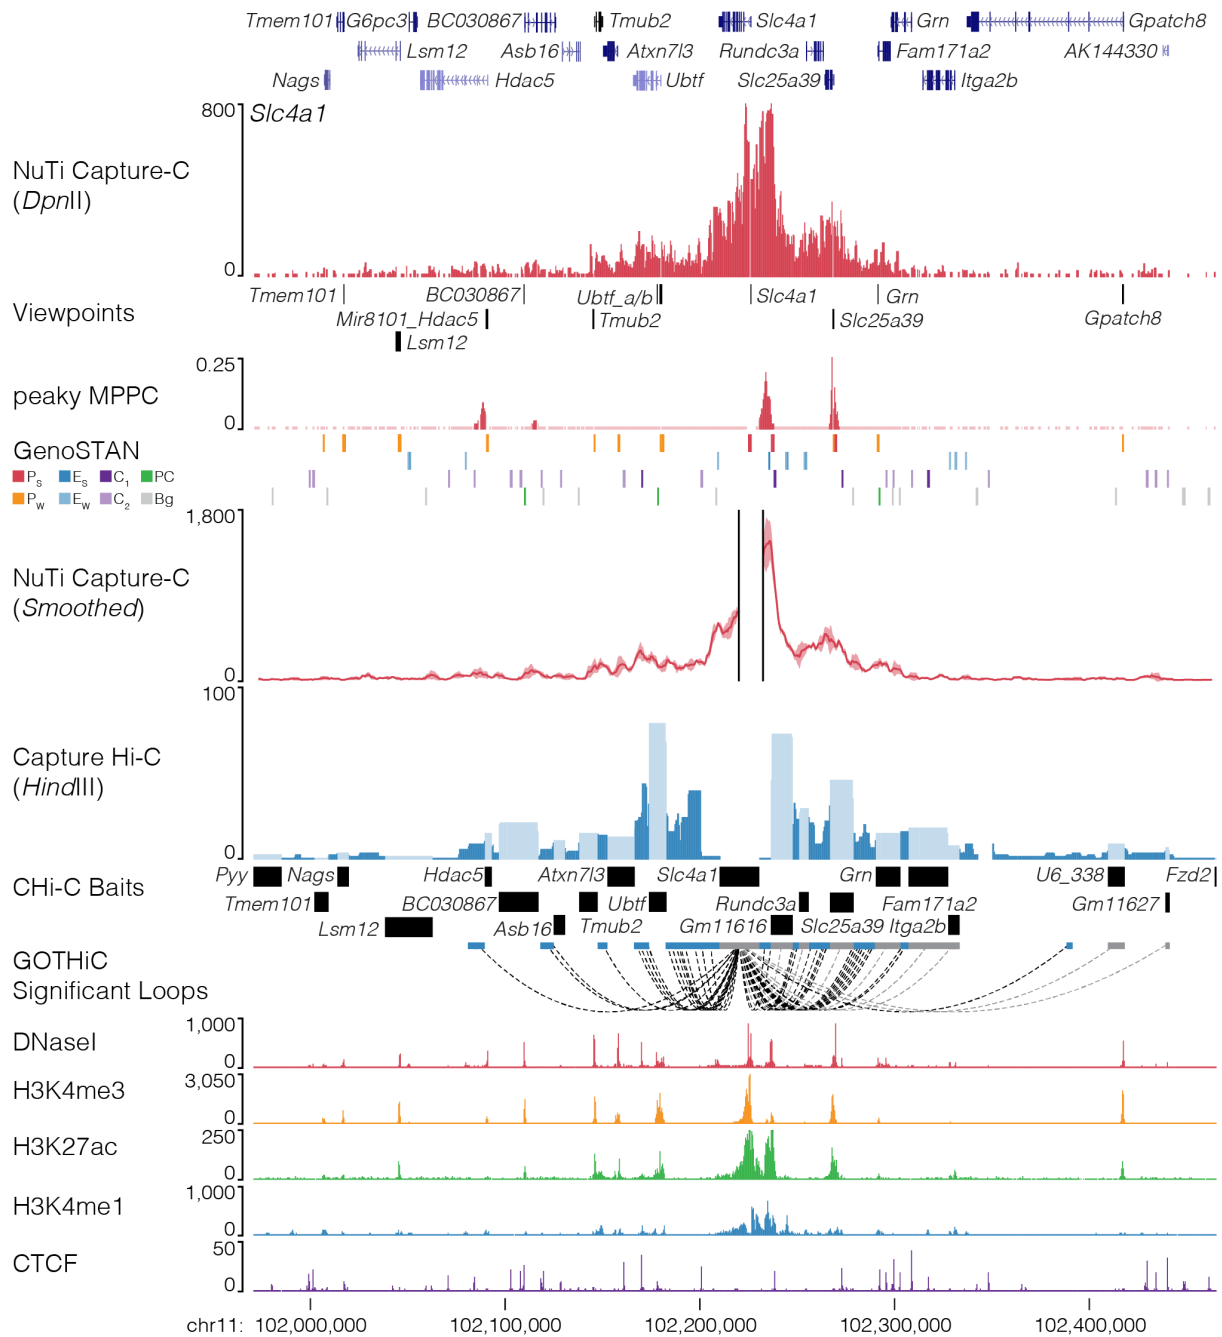 Tmem101 G6pc3 BC030867 Tmub2 Slc4a1 Grn Gpatch8
Lsm12 Asb16 Atxn7l3 Rundc3a Fam171a2 AK144330
Nags Hdac5 Ubtf Slc25a39 Itga2b
800 Slc4a1
NuTi Capture-C
(DpnII)
0
Tmem101 BC030867 Ubtf_a/b Slc4a1 Grn
Viewpoints
Mir8101_Hdac5 Tmub2 Slc25a39 Gpatch8
Lsm12
0.25
peaky MPPC
0
GenoSTAN
PS ES C1 PC
PW EW C2 Bg
1,800
NuTi Capture-C
(Smoothed)
0
100
Capture Hi-C
(HindIII)
0
Pyy Nags Hdac5 Atxn7l3 Slc4a1 Grn U6_338 Fzd2
CHi-C Baits
Tmem101 BC030867 Ubtf Rundc3a Fam171a2 Gm11627
Lsm12 Asb16 Tmub2 Gm11616 Slc25a39 Itga2b
GOTHiC
Significant Loops
1,000
DNaseI
0
3,050
H3K4me3
0
250
H3K27ac
0
1,000
H3K4me1
0
50
CTCF
0
chr11: 102,000,000 102,100,000 102,200,000 102,300,000 102,400,000